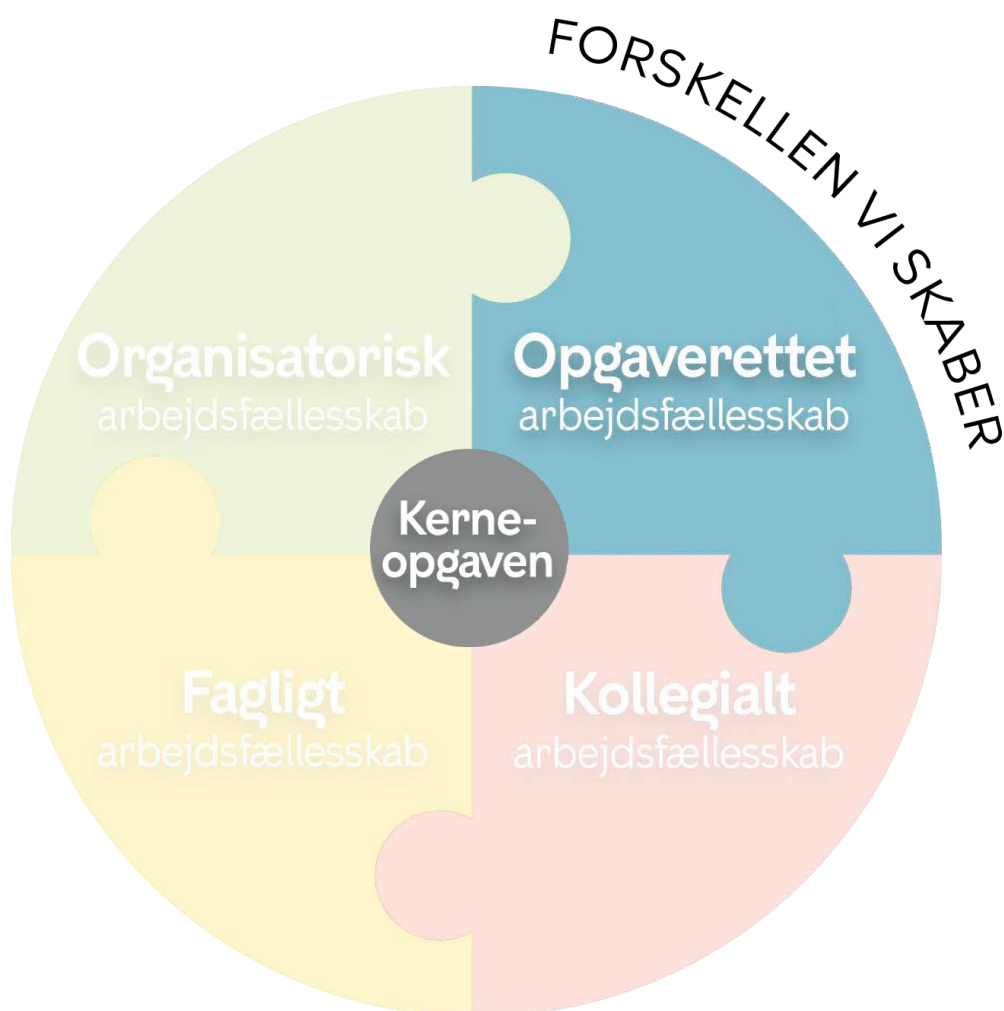 FORSKELLEN VI SKABER
Organisatorisk
arbejdsfællesskab
Opgaverettet
arbejdsfællesskab
Kerne-
opgaven
Fagligt
arbejdsfællesskab
Kollegialt
arbejdsfællesskab